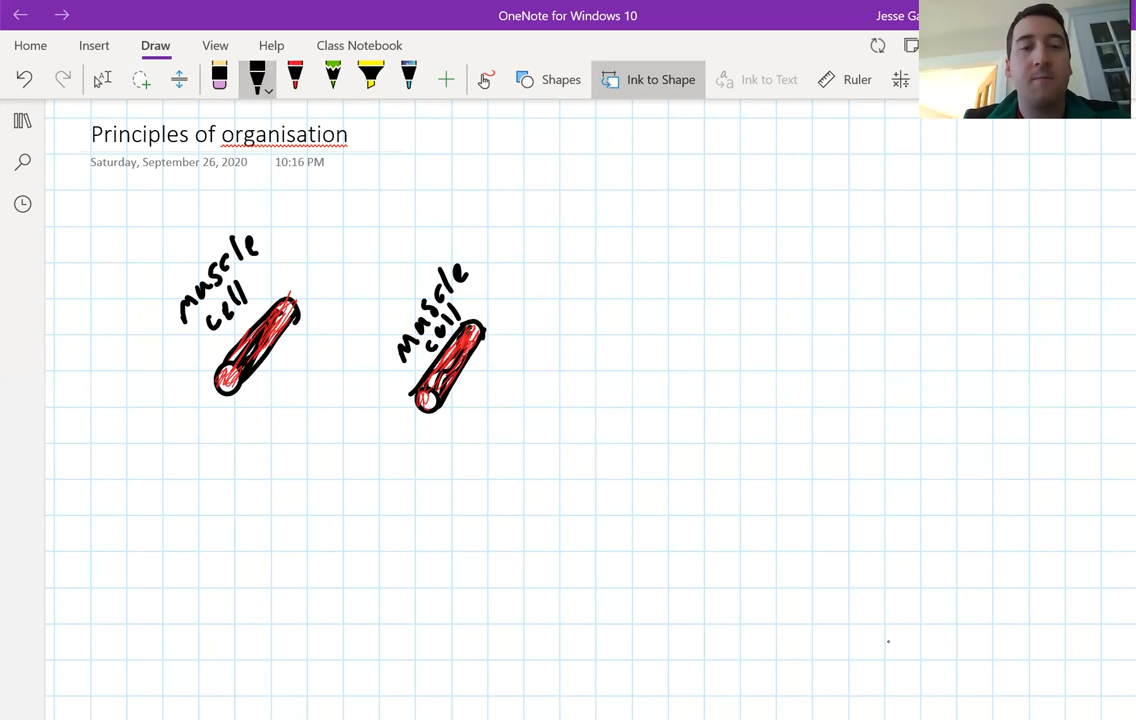 OneNote for Windows 10
Jesse Ga
Home Insert Draw View Help Class Notebook
Shapes Ink to Shape Ink to Text Ruler
Principles of organisation
Saturday, September 26, 2020 10:16 PM
muscle
cell
muscle
cell